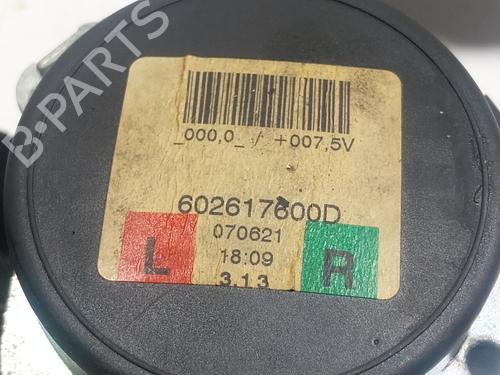 B-PARTS
_000,0_ / +007,5V
602617600D
070621
L R
18:09
3.13